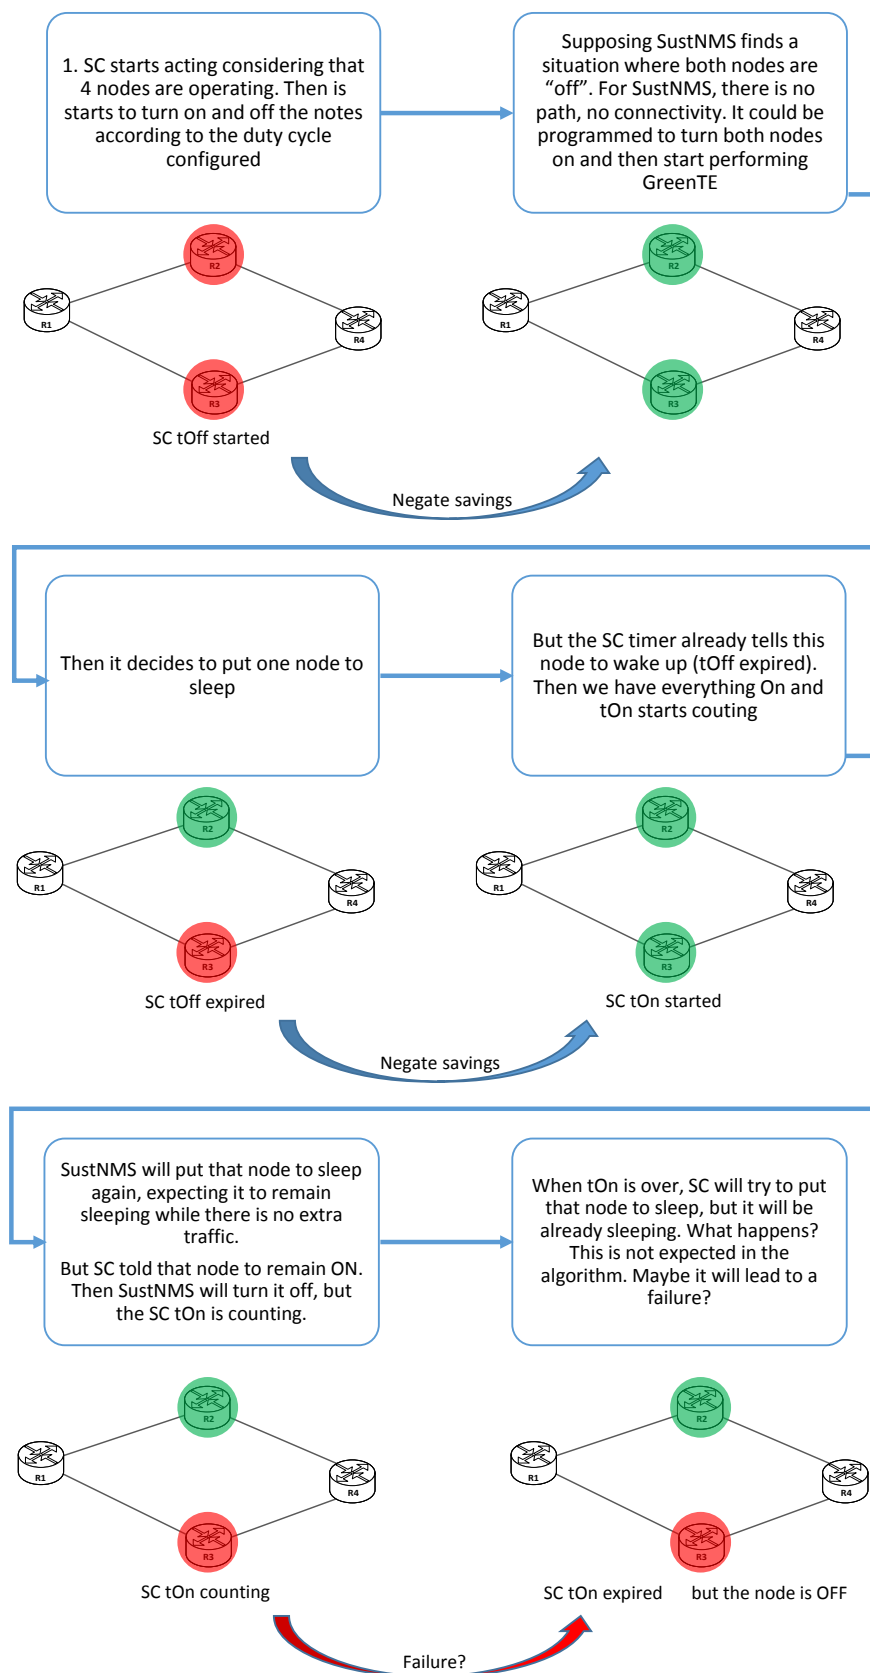 1. SC starts acting considering that
4 nodes are operating. Then is
starts to turn on and off the notes
according to the duty cycle
configured
Supposing SustNMS finds a
situation where both nodes are
“off”. For SustNMS, there is no
path, no connectivity. It could be
programmed to turn both nodes
on and then start performing
GreenTE
R2
R1
R4
R3
SC tOff started
R2
R1
R4
R3
Negate savings
Then it decides to put one node to
sleep
But the SC timer already tells this
node to wake up (tOff expired).
Then we have everything On and
tOn starts couting
R2
R1
R4
R3
SC tOff expired
R2
R1
R4
R3
SC tOn started
Negate savings
SustNMS will put that node to sleep
again, expecting it to remain
sleeping while there is no extra
traffic.
But SC told that node to remain ON.
Then SustNMS will turn it off, but
the SC tOn is counting.
When tOn is over, SC will try to put
that node to sleep, but it will be
already sleeping. What happens?
This is not expected in the
algorithm. Maybe it will lead to a
failure?
R2
R1
R4
R3
SC tOn counting
R2
R1
R4
R3
SC tOn expired but the node is OFF
Failure?